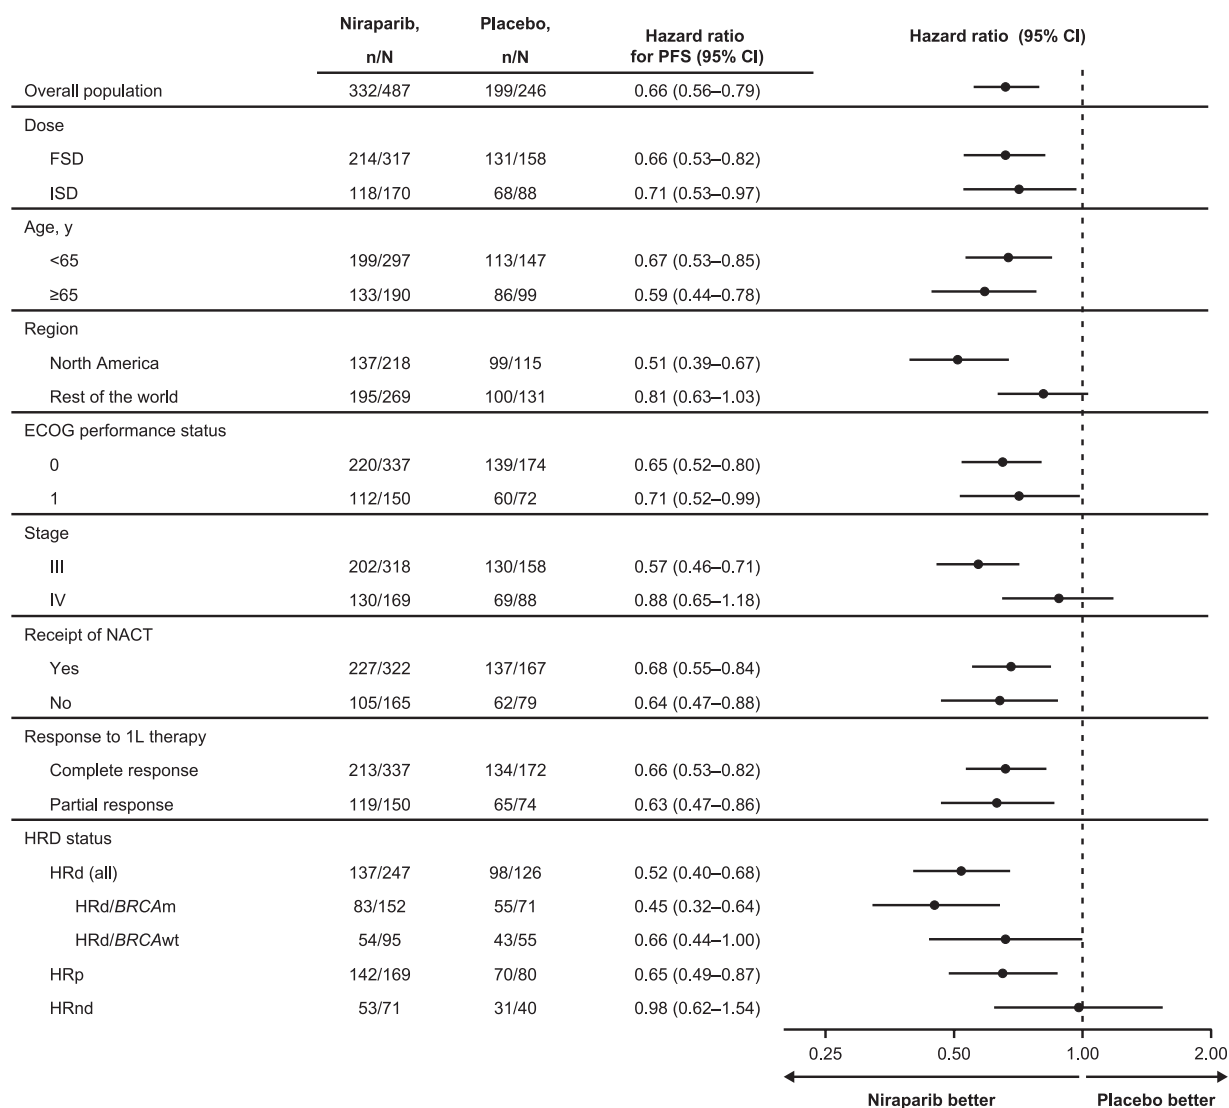 Niraparib, Placebo, Hazard ratio Hazard ratio (95% CI)
n/N n/N for PFS (95% CI)
Overall population 332/487 199/246 0.66 (0.56–0.79)
Dose
FSD 214/317 131/158 0.66 (0.53–0.82)
ISD 118/170 68/88 0.71 (0.53–0.97)
Age, y
<65 199/297 113/147 0.67 (0.53–0.85)
≥65 133/190 86/99 0.59 (0.44–0.78)
Region
North America 137/218 99/115 0.51 (0.39–0.67)
Rest of the world 195/269 100/131 0.81 (0.63–1.03)
ECOG performance status
0 220/337 139/174 0.65 (0.52–0.80)
1 112/150 60/72 0.71 (0.52–0.99)
Stage
III 202/318 130/158 0.57 (0.46–0.71)
IV 130/169 69/88 0.88 (0.65–1.18)
Receipt of NACT
Yes 227/322 137/167 0.68 (0.55–0.84)
No 105/165 62/79 0.64 (0.47–0.88)
Response to 1L therapy
Complete response 213/337 134/172 0.66 (0.53–0.82)
Partial response 119/150 65/74 0.63 (0.47–0.86)
HRD status
HRd (all) 137/247 98/126 0.52 (0.40–0.68)
HRd/BRCAm 83/152 55/71 0.45 (0.32–0.64)
HRd/BRCAwt 54/95 43/55 0.66 (0.44–1.00)
HRp 142/169 70/80 0.65 (0.49–0.87)
HRnd 53/71 31/40 0.98 (0.62–1.54)
0.25 0.50 1.00 2.00
Niraparib better Placebo better